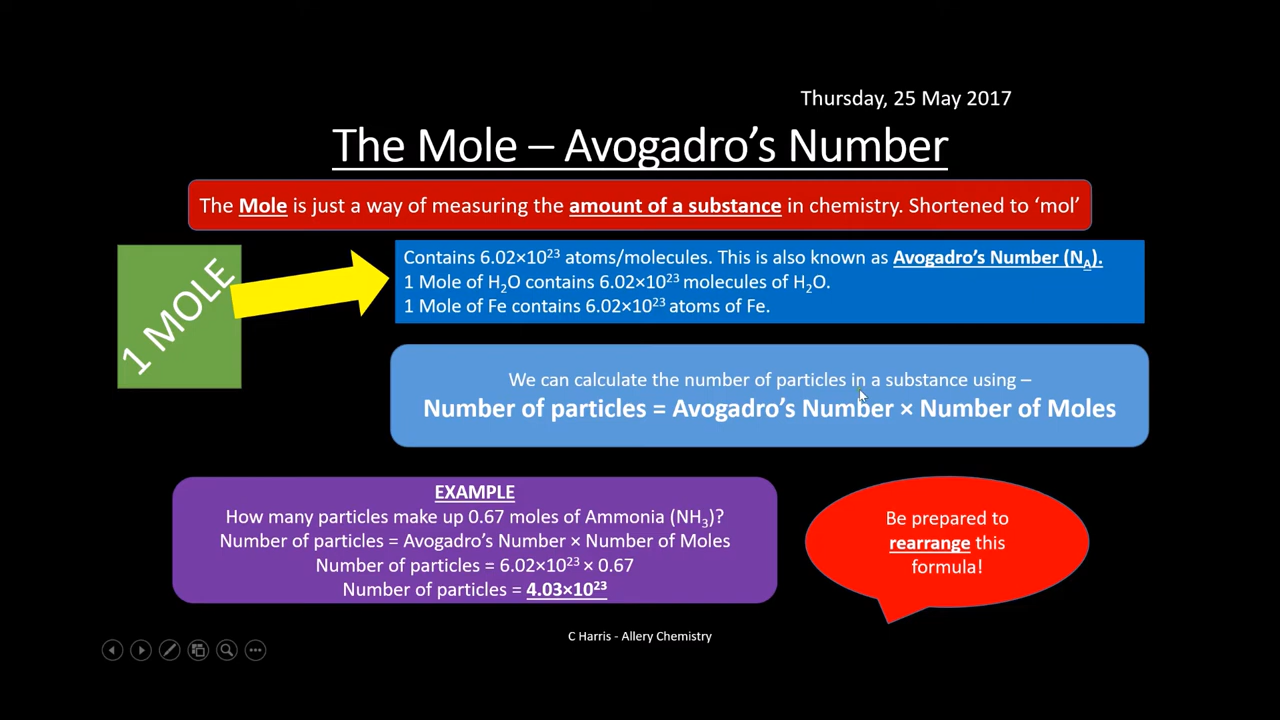 Thursday, 25 May 2017
The Mole – Avogadro’s Number
The Mole is just a way of measuring the amount of a substance in chemistry. Shortened to ‘mol’
1 MOLE
Contains 6.02×10²³ atoms/molecules. This is also known as Avogadro’s Number (N_A).
1 Mole of H₂O contains 6.02×10²³ molecules of H₂O.
1 Mole of Fe contains 6.02×10²³ atoms of Fe.
We can calculate the number of particles in a substance using –
Number of particles = Avogadro’s Number × Number of Moles
EXAMPLE
How many particles make up 0.67 moles of Ammonia (NH₃)?
Number of particles = Avogadro’s Number × Number of Moles
Number of particles = 6.02×10²³ × 0.67
Number of particles = 4.03×10²³
Be prepared to
rearrange this
formula!
C Harris - Allery Chemistry